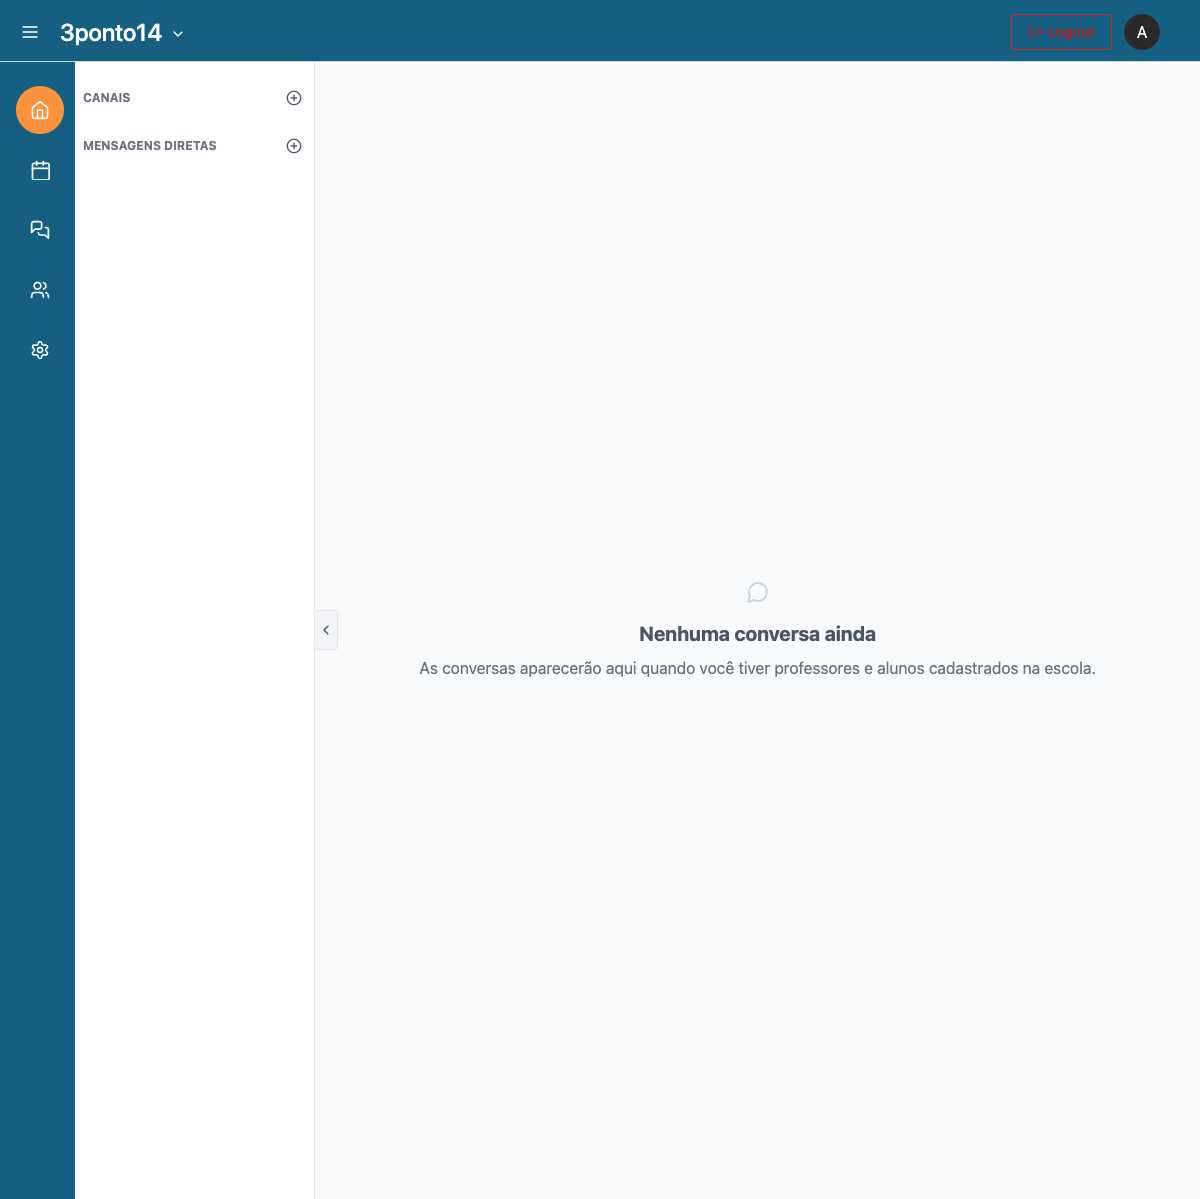 3ponto14
Logout
A
CANAIS
MENSAGENS DIRETAS
Nenhuma conversa ainda
As conversas aparecerão aqui quando você tiver professores e alunos cadastrados na escola.